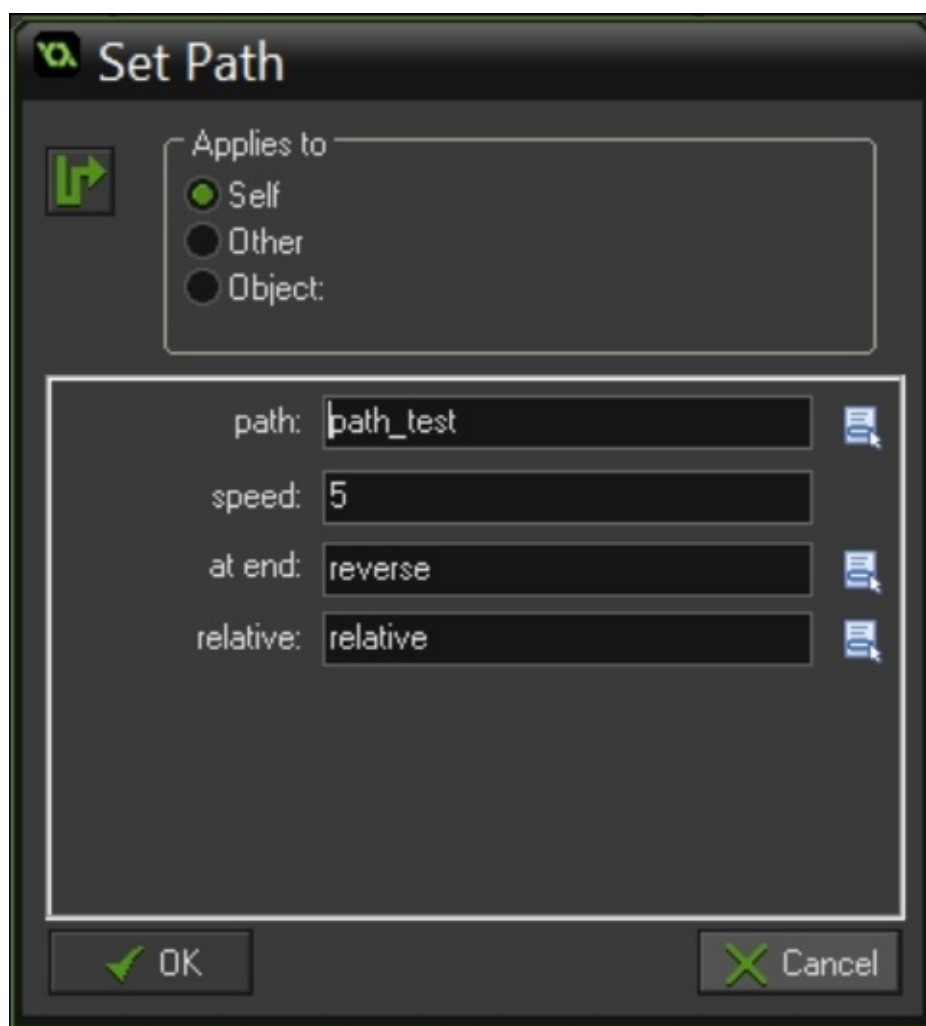 Set Path
Applies to
Self
Other
Object:
path: path_test
speed: 5
at end: reverse
relative: relative
OK Cancel